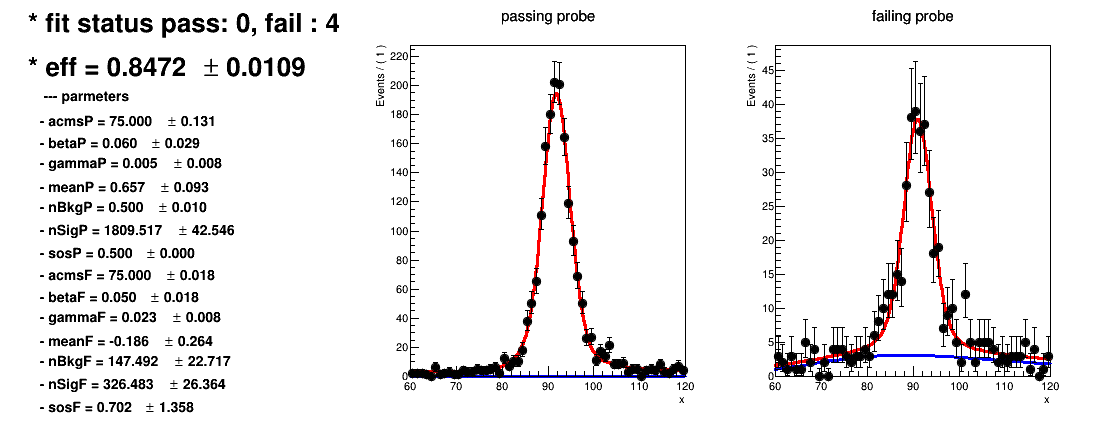 * fit status pass: 0, fail : 4
* eff = 0.8472 ± 0.0109
--- parmeters
- acmsP = 75.000 ± 0.131
- betaP = 0.060 ± 0.029
- gammaP = 0.005 ± 0.008
- meanP = 0.657 ± 0.093
- nBkgP = 0.500 ± 0.010
- nSigP = 1809.517 ± 42.546
- sosP = 0.500 ± 0.000
- acmsF = 75.000 ± 0.018
- betaF = 0.050 ± 0.018
- gammaF = 0.023 ± 0.008
- meanF = -0.186 ± 0.264
- nBkgF = 147.492 ± 22.717
- nSigF = 326.483 ± 26.364
- sosF = 0.702 ± 1.358
passing probe
Events / ( 1 )
220
200
180
160
140
120
100
80
60
40
20
0
60 70 80 90 100 110 120
x
failing probe
Events / ( 1 )
45
40
35
30
25
20
15
10
5
0
60 70 80 90 100 110 120
x